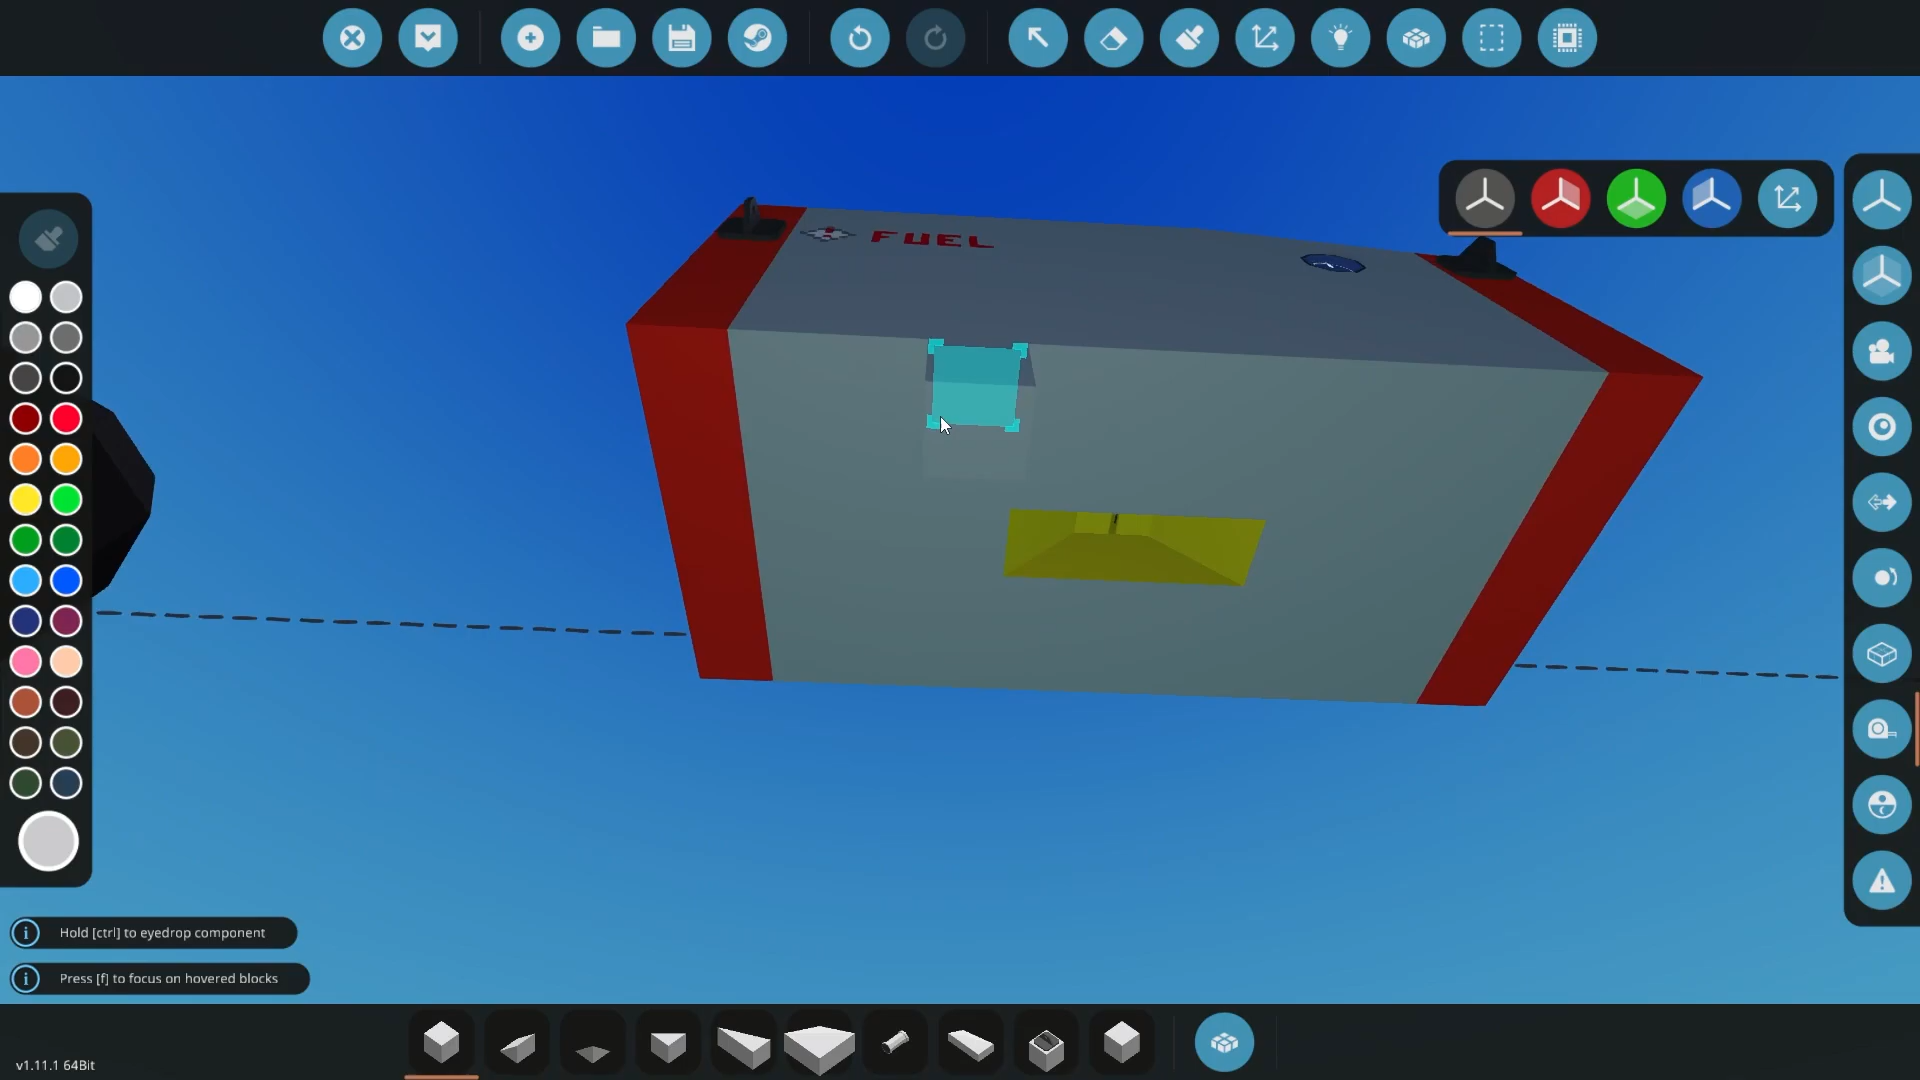 FUEL
Hold [ctrl] to eyedrop component
Press [f] to focus on hovered blocks
v1.11.1 64Bit